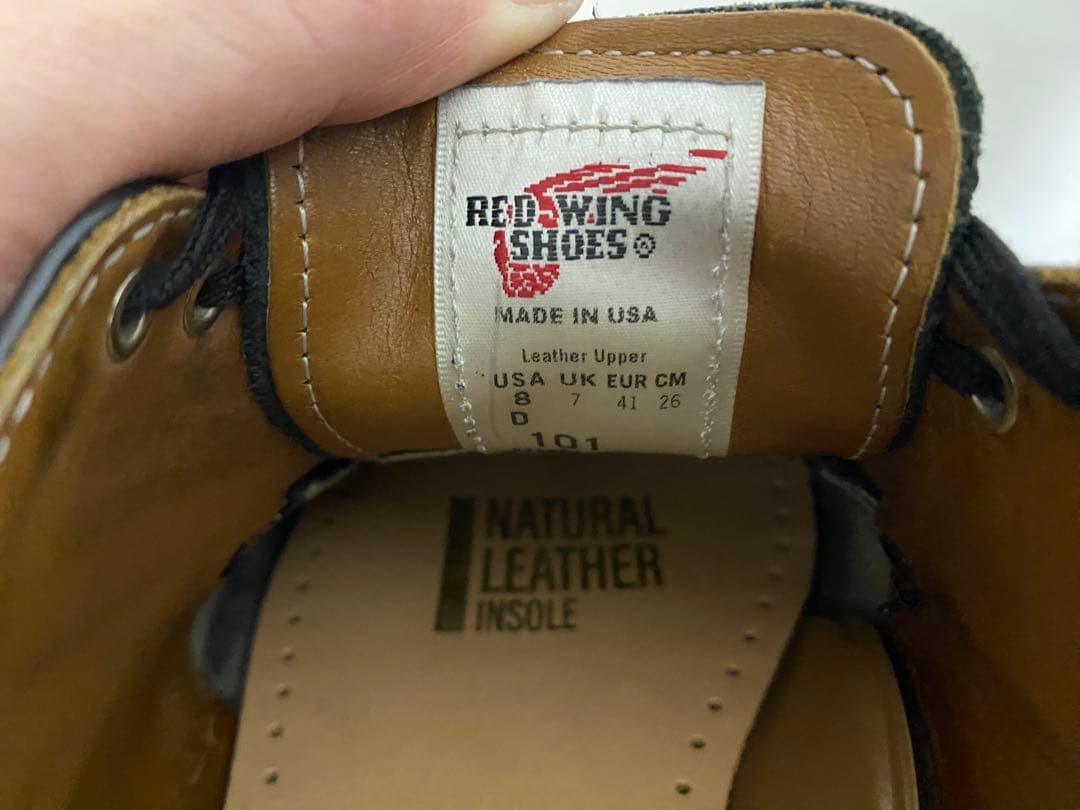 RED WING
SHOES®
MADE IN USA
Leather Upper
USA UK EUR CM
8 7 41 26
D
101
NATURAL
LEATHER
INSOLE